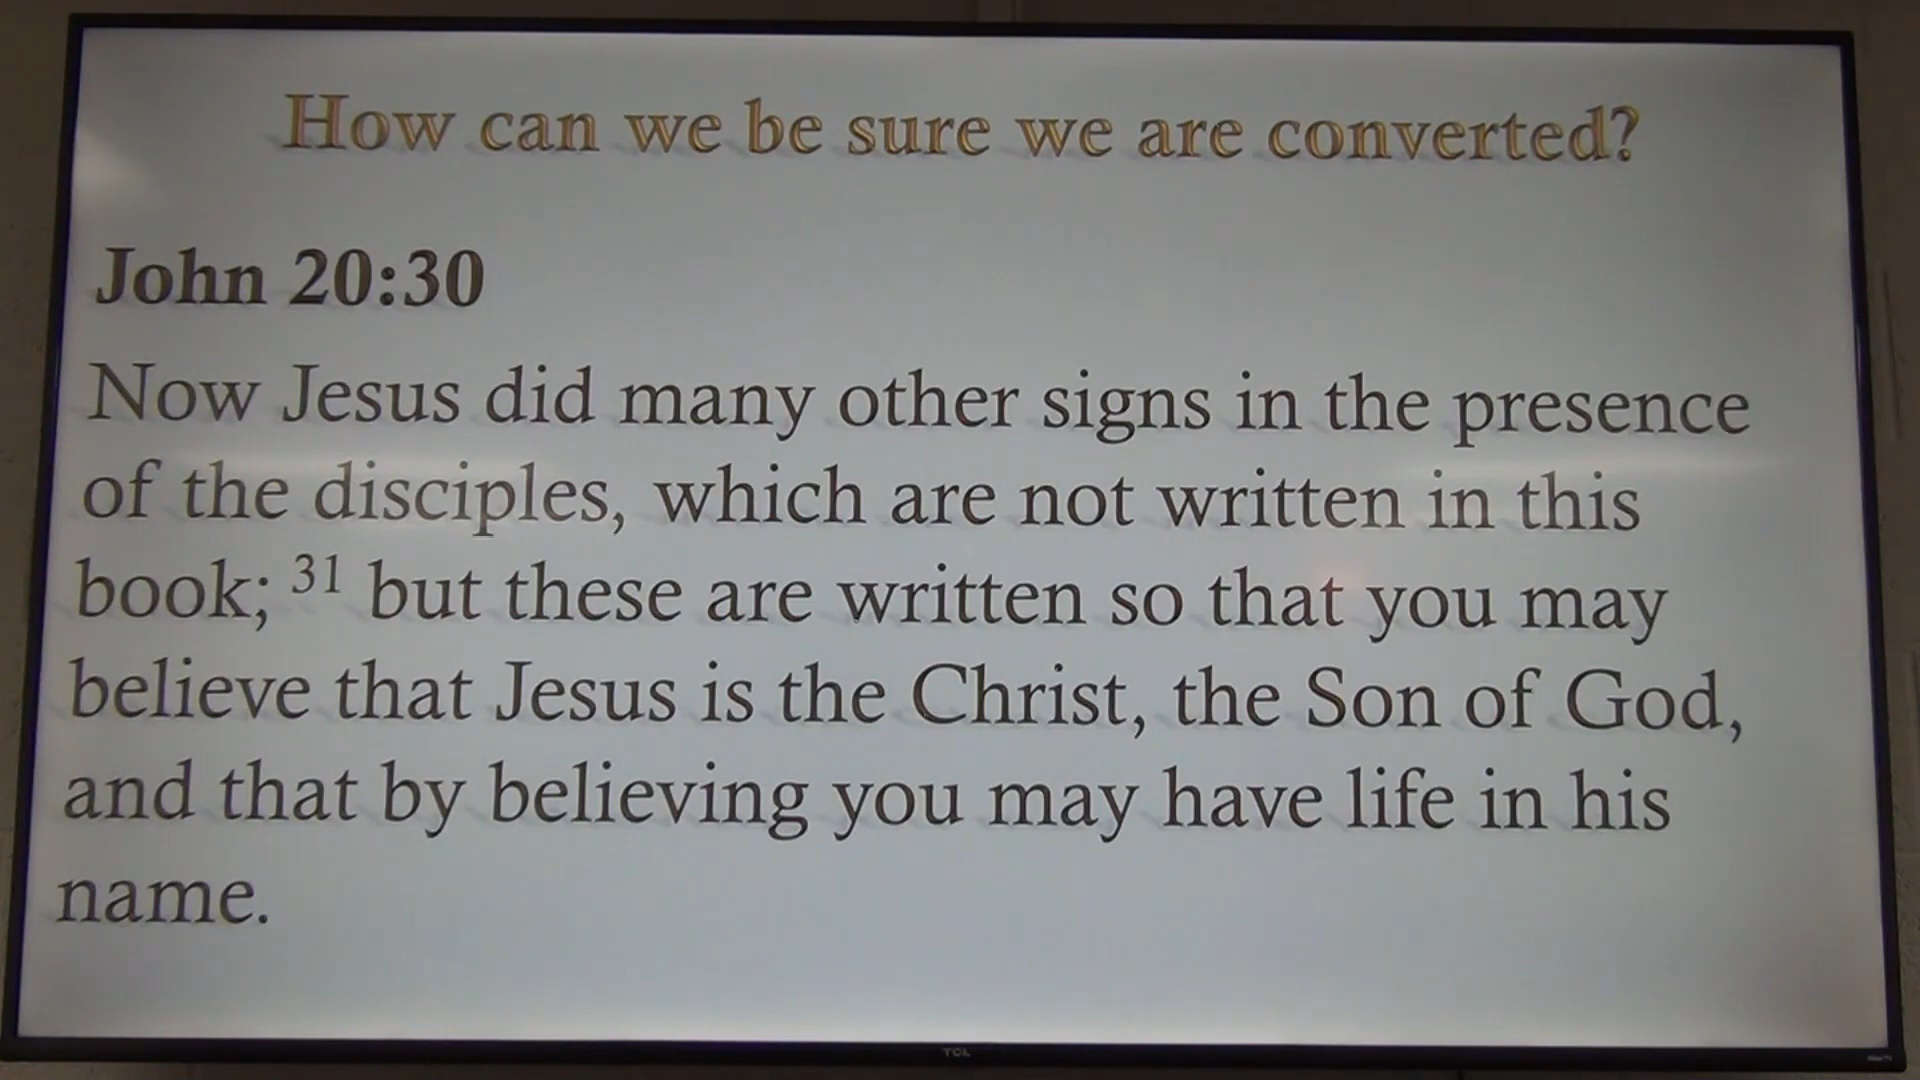 How can we be sure we are converted?
John 20:30
Now Jesus did many other signs in the presence
of the disciples, which are not written in this
book; 31 but these are written so that you may
believe that Jesus is the Christ, the Son of God,
and that by believing you may have life in his
name.
TCL